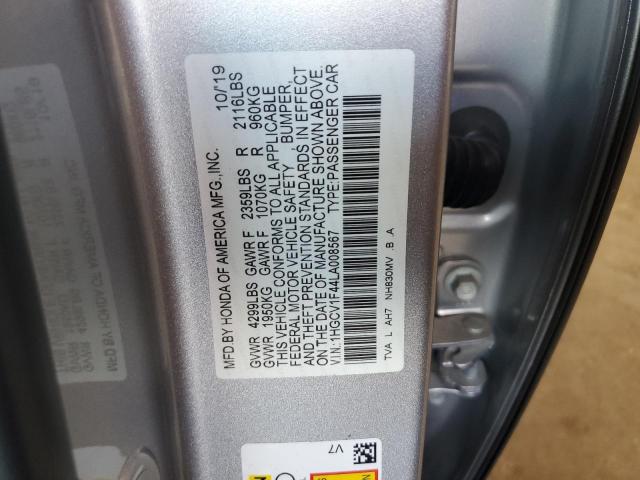 MFD BY HONDA OF AMERICA MFG.,INC. 10/'19
GVWR 4299LBS GAWR F 2359LBS R 2116LBS
GVWR 1950KG GAWR F 1070KG R 960KG
THIS VEHICLE CONFORMS TO ALL APPLICABLE
FEDERAL MOTOR VEHICLE SAFETY, BUMPER,
AND THEFT PREVENTION STANDARDS IN EFFECT
ON THE DATE OF MANUFACTURE SHOWN ABOVE.
V.I.N.:1HGCV1F44LA008567 TYPE:PASSENGER CAR
TVA L AH7 NH830MV .B .A
V7